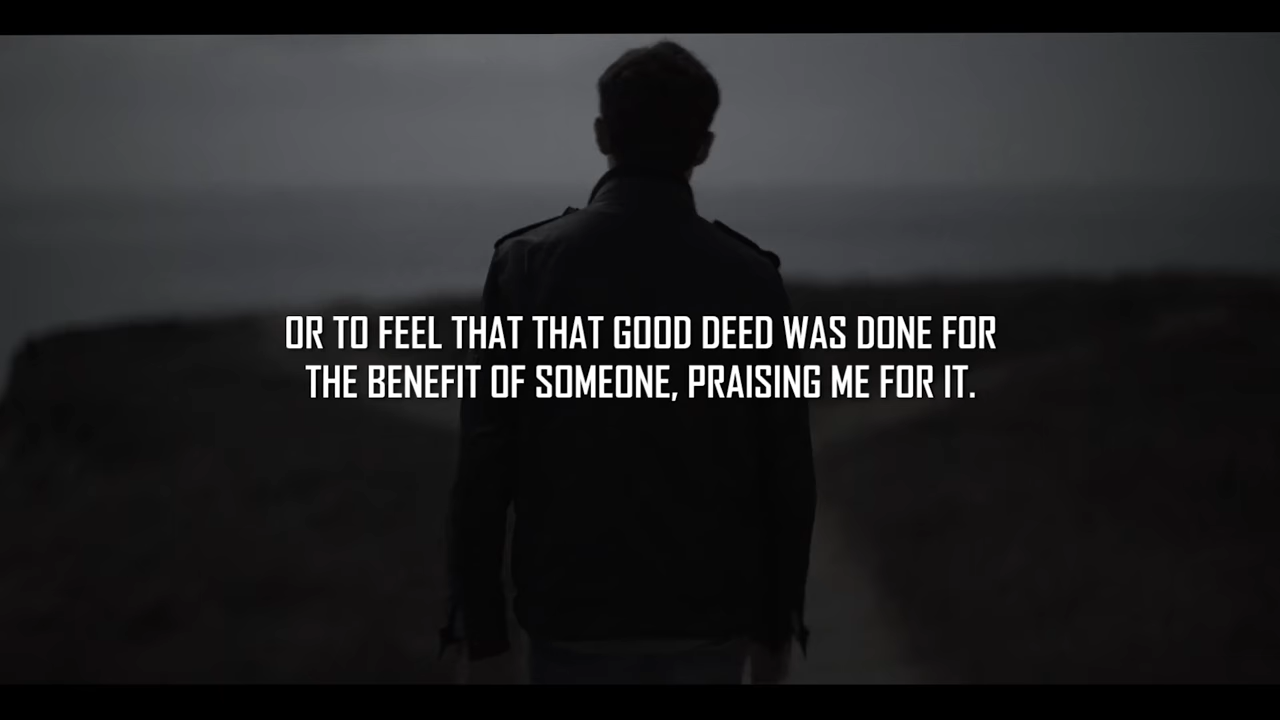 OR TO FEEL THAT THAT GOOD DEED WAS DONE FOR
THE BENEFIT OF SOMEONE, PRAISING ME FOR IT.